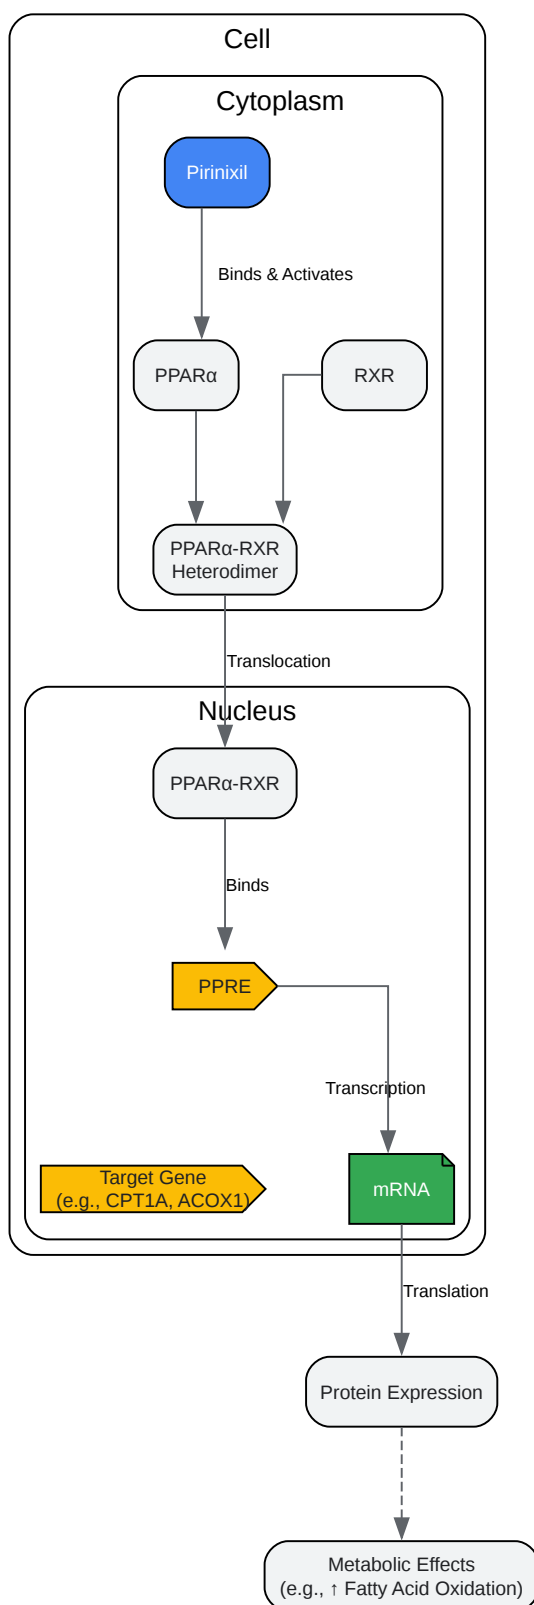 Cell
Cytoplasm
Pirinixil
Binds & Activates
PPARα
RXR
PPARα-RXR
Heterodimer
Translocation
Nucleus
PPARα-RXR
Binds
PPRE
Transcription
Target Gene
(e.g., CPT1A, ACOX1)
mRNA
Translation
Protein Expression
Metabolic Effects
(e.g., ↑ Fatty Acid Oxidation)